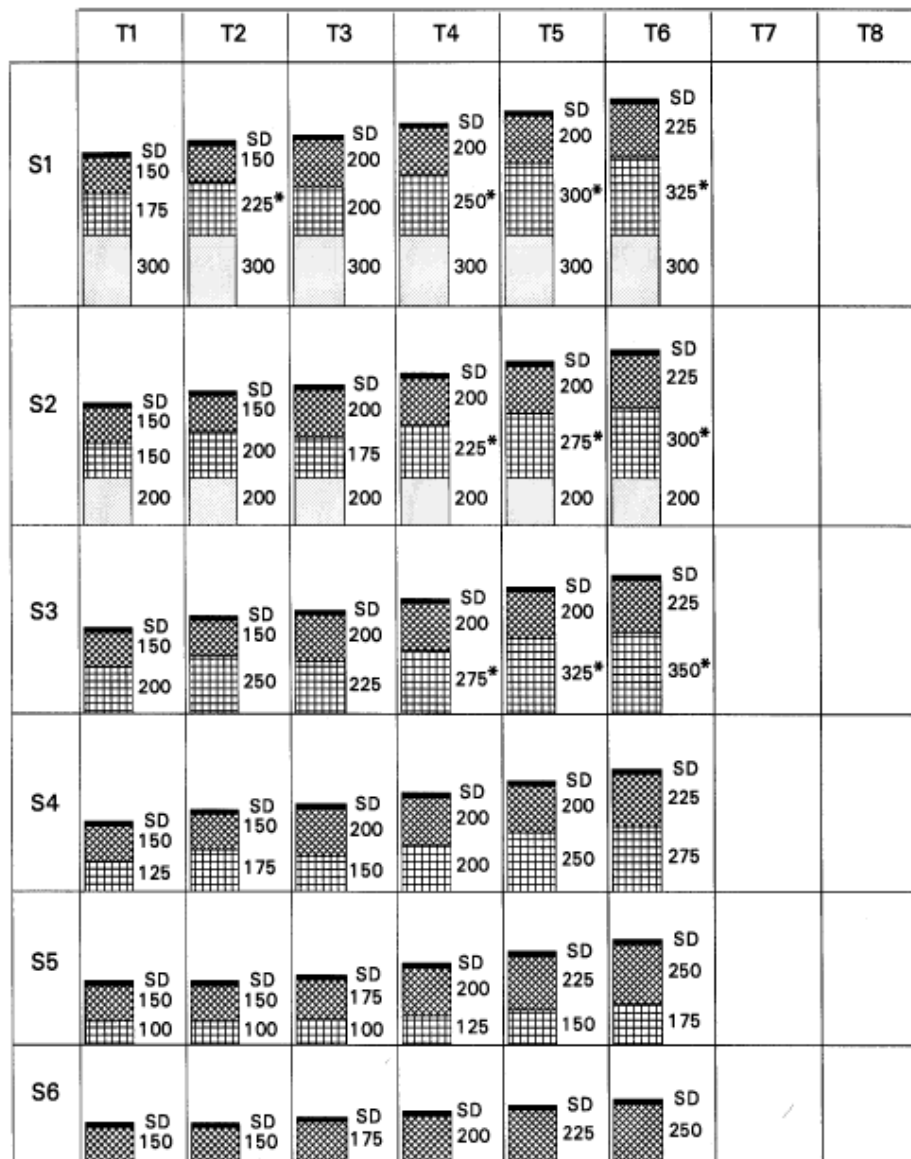 T1 T2 T3 T4 T5 T6 T7 T8
S1
SD SD SD SD SD SD
150 150 200 200 200 225
175 225* 200 250* 300* 325*
300 300 300 300 300 300
S2
SD SD SD SD SD SD
150 150 200 200 200 225
150 200 175 225* 275* 300*
200 200 200 200 200 200
S3
SD SD SD SD SD SD
150 150 200 200 200 225
200 250 225 275* 325* 350*
S4
SD SD SD SD SD SD
150 150 200 200 200 225
125 175 150 200 250 275
S5
SD SD SD SD SD SD
150 150 175 200 225 250
100 100 100 125 150 175
S6
SD SD SD SD SD SD
150 150 175 200 225 250